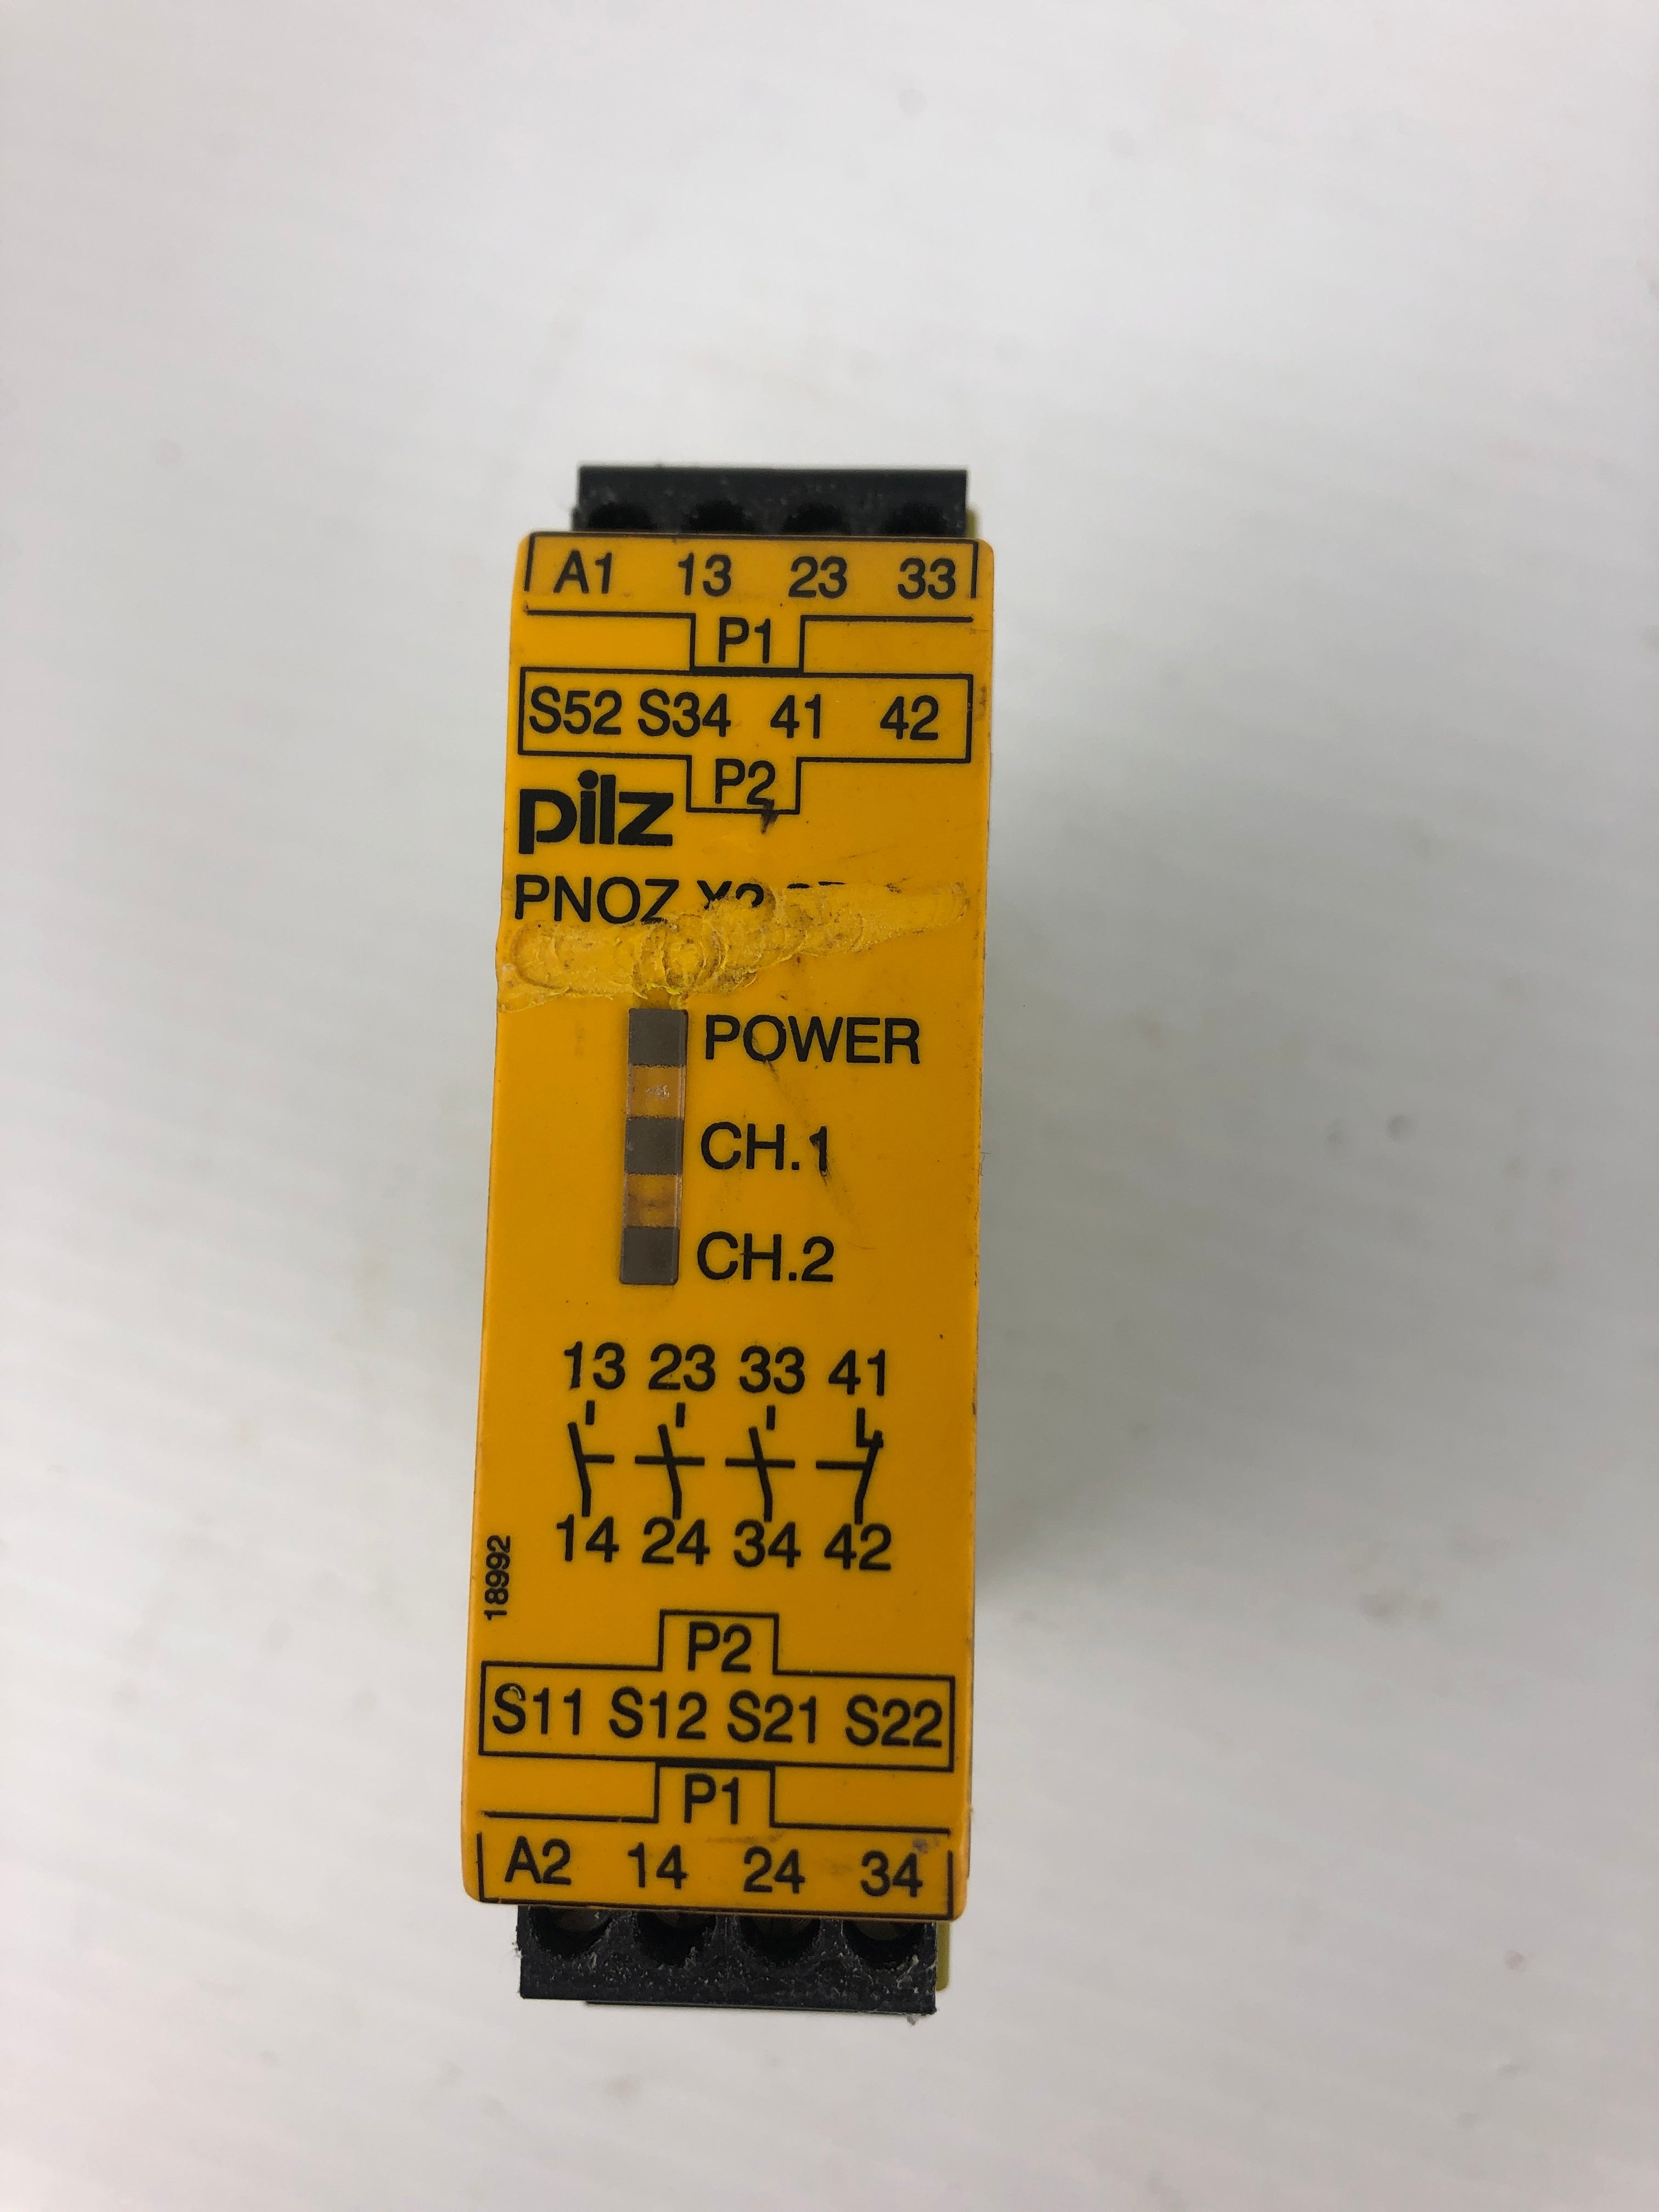 A1 13 23 33
P1
S52 S34 41 42
P2
pilz
PNOZ
POWER
CH.1
CH.2
13 23 33 41
14 24 34 42
18992
P2
S11 S12 S21 S22
P1
A2 14 24 34